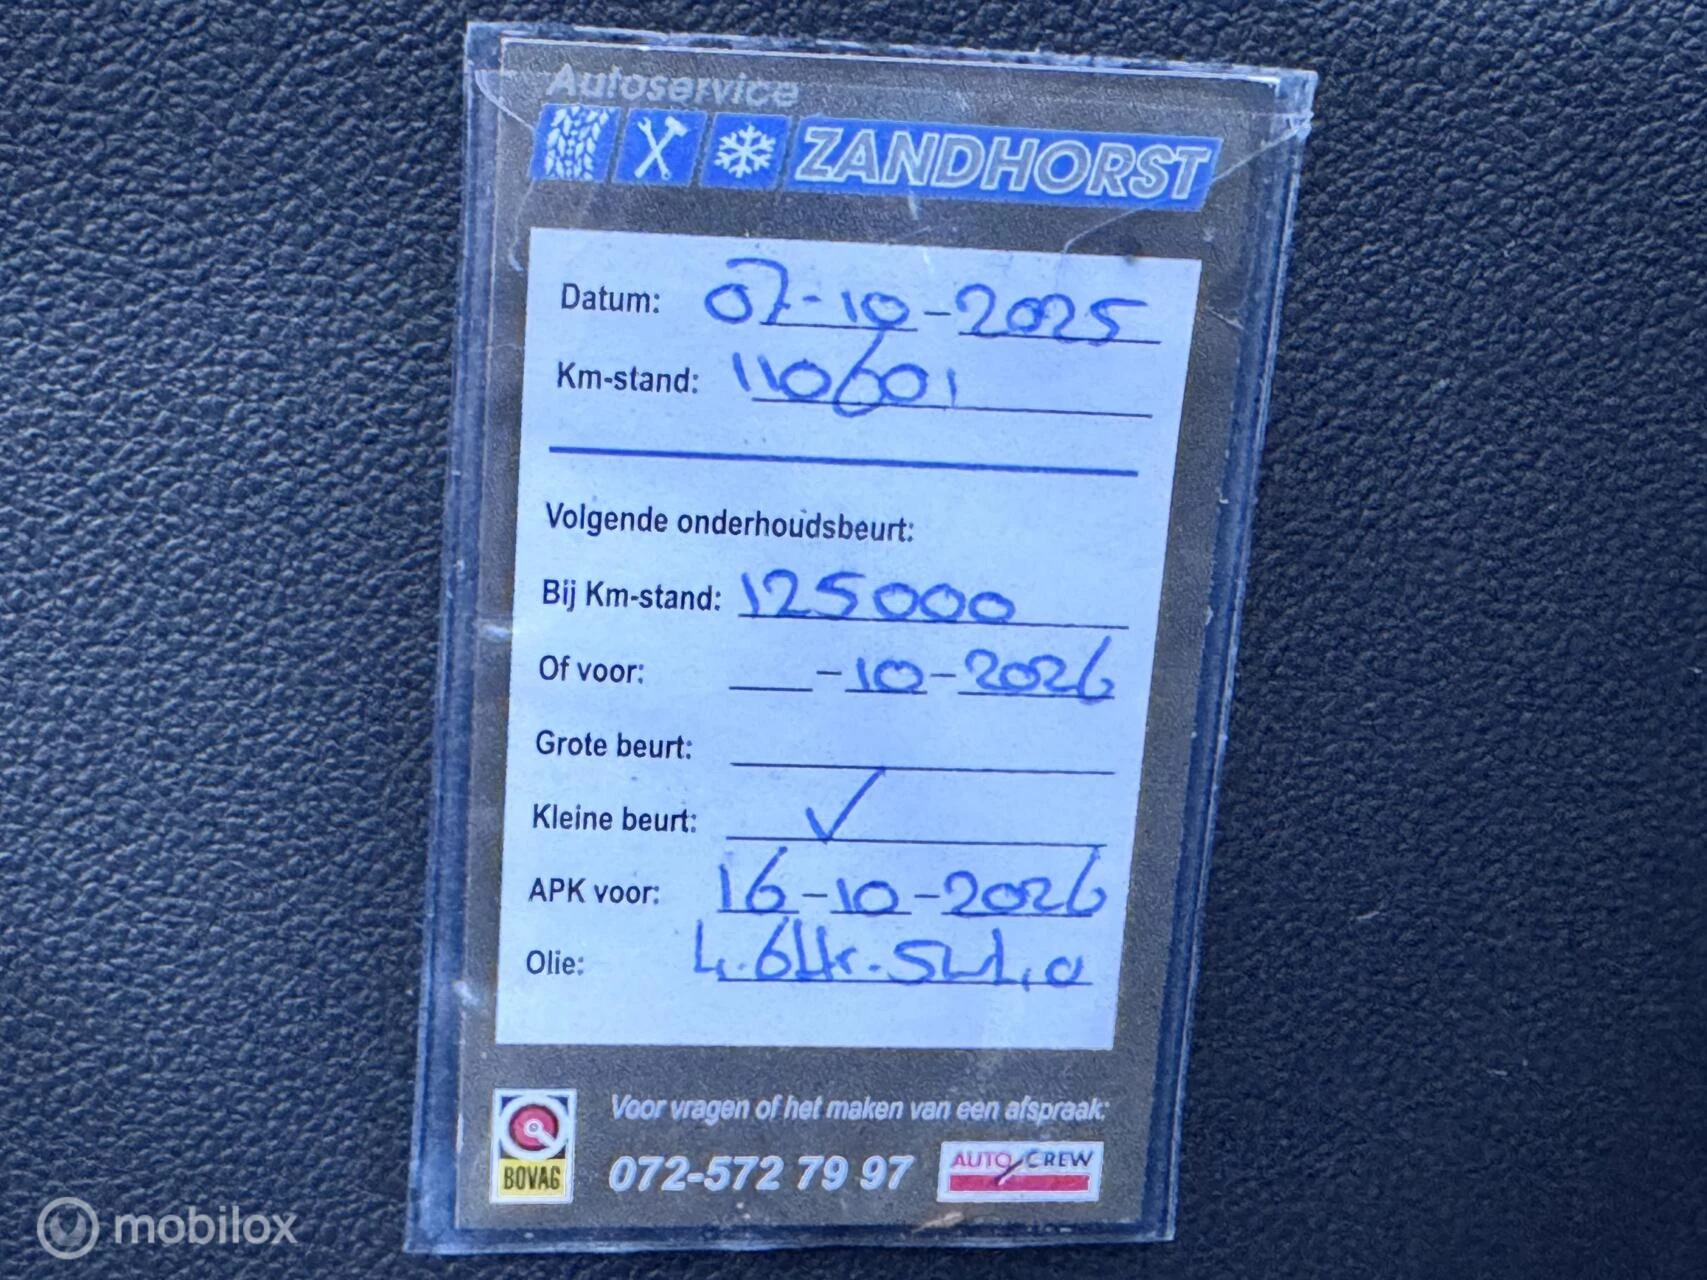 Autoservice
ZANDHORST
Datum: 07-10-2025
Km-stand: 110601
Volgende onderhoudsbeurt:
Bij Km-stand: 125000
Of voor: -10-2026
Grote beurt:
Kleine beurt: ✓
APK voor: 16-10-2026
Olie: 4.6Ltr.
BOVAG
Voor vragen of het maken van een afspraak:
072-572 79 97
AUTO CREW
mobilox